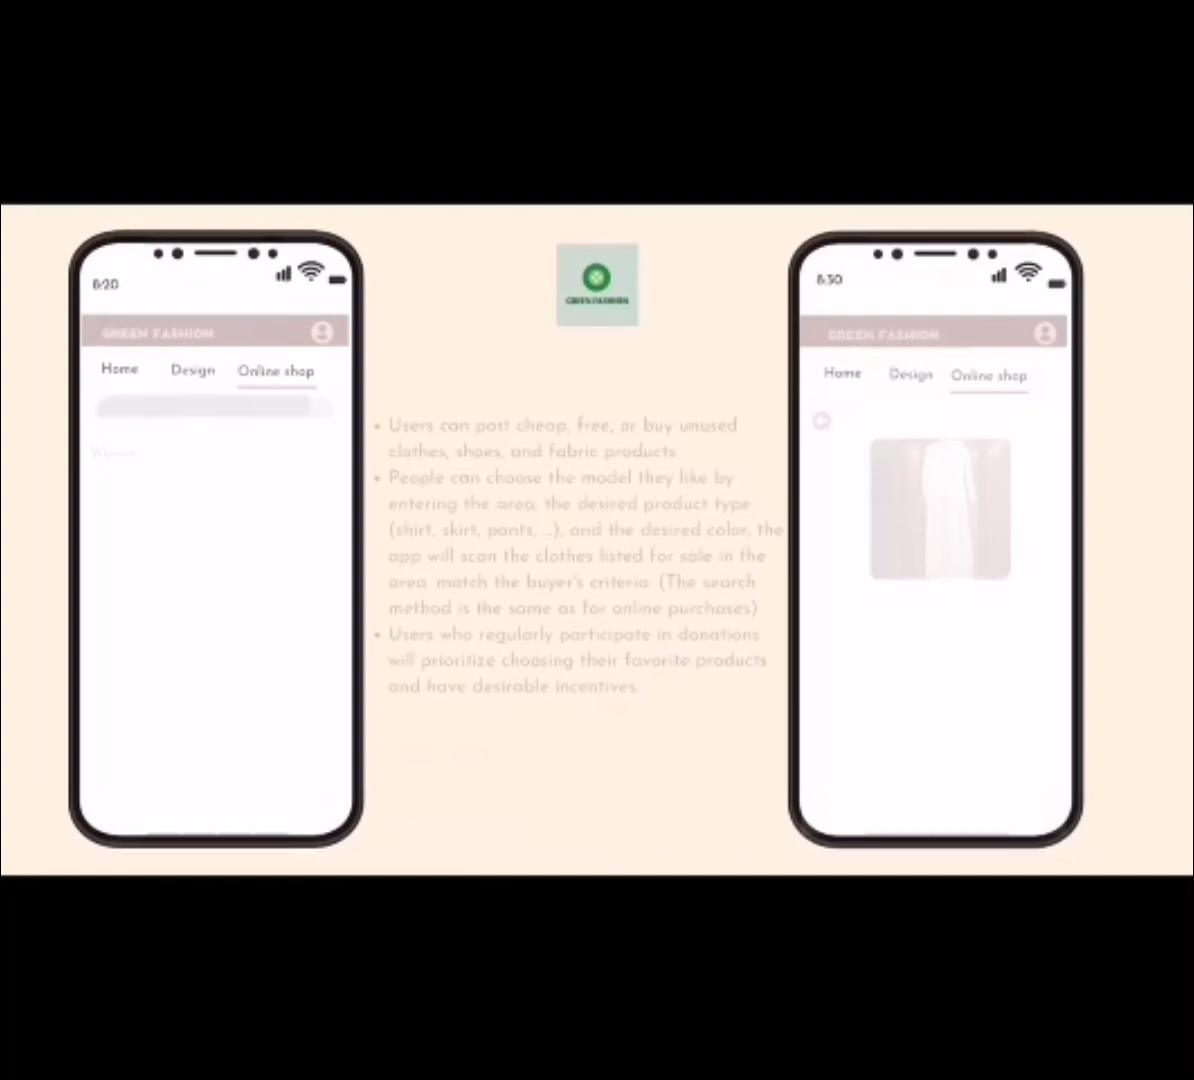 8:20
GREEN FASHION
Home Design Online shop
Women
GREEN FASHION
• Users can post cheap, free, or buy unused
clothes, shoes, and fabric products
• People can choose the model they like by
entering the area, the desired product type
(shirt, skirt, pants, ...), and the desired color, the
app will scan the clothes listed for sale in the
area. match the buyer's criteria. (The search
method is the same as for online purchases)
• Users who regularly participate in donations
will prioritize choosing their favorite products
and have desirable incentives.
8:30
GREEN FASHION
Home Design Online shop